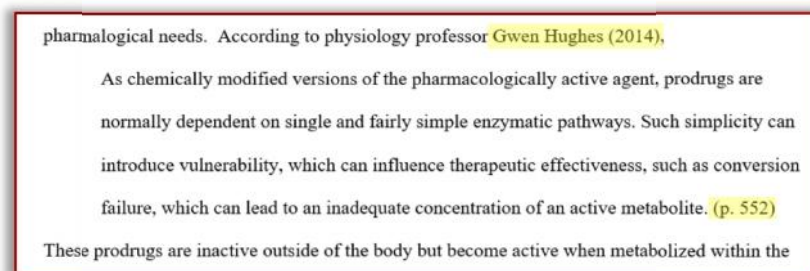 pharmalogical needs.  According to physiology professor Gwen Hughes (2014),
As chemically modified versions of the pharmacologically active agent, prodrugs are
normally dependent on single and fairly simple enzymatic pathways. Such simplicity can
introduce vulnerability, which can influence therapeutic effectiveness, such as conversion
failure, which can lead to an inadequate concentration of an active metabolite. (p. 552)
These prodrugs are inactive outside of the body but become active when metabolized within the